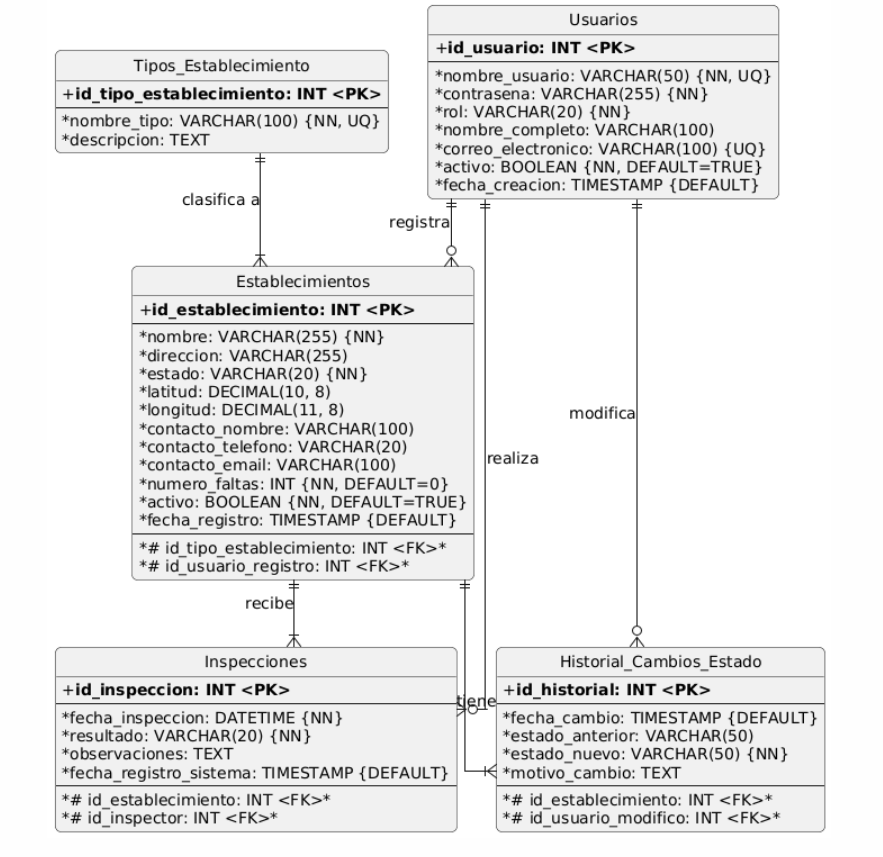 Usuarios
+id_usuario: INT <PK>
*nombre_usuario: VARCHAR(50) {NN, UQ}
*contrasena: VARCHAR(255) {NN}
*rol: VARCHAR(20) {NN}
*nombre_completo: VARCHAR(100)
*correo_electronico: VARCHAR(100) {UQ}
*activo: BOOLEAN {NN, DEFAULT=TRUE}
*fecha_creacion: TIMESTAMP {DEFAULT}
Tipos_Establecimiento
+id_tipo_establecimiento: INT <PK>
*nombre_tipo: VARCHAR(100) {NN, UQ}
*descripcion: TEXT
clasifica a
registra
Establecimientos
+id_establecimiento: INT <PK>
*nombre: VARCHAR(255) {NN}
*direccion: VARCHAR(255)
*estado: VARCHAR(20) {NN}
*latitud: DECIMAL(10, 8)
*longitud: DECIMAL(11, 8)
*contacto_nombre: VARCHAR(100)
*contacto_telefono: VARCHAR(20)
*contacto_email: VARCHAR(100)
*numero_faltas: INT {NN, DEFAULT=0}
*activo: BOOLEAN {NN, DEFAULT=TRUE}
*fecha_registro: TIMESTAMP {DEFAULT}
*# id_tipo_establecimiento: INT <FK>*
*# id_usuario_registro: INT <FK>*
modifica
realiza
recibe
tiene
Inspecciones
+id_inspeccion: INT <PK>
*fecha_inspeccion: DATETIME {NN}
*resultado: VARCHAR(20) {NN}
*observaciones: TEXT
*fecha_registro_sistema: TIMESTAMP {DEFAULT}
*# id_establecimiento: INT <FK>*
*# id_inspector: INT <FK>*
Historial_Cambios_Estado
+id_historial: INT <PK>
*fecha_cambio: TIMESTAMP {DEFAULT}
*estado_anterior: VARCHAR(50)
*estado_nuevo: VARCHAR(50) {NN}
*motivo_cambio: TEXT
*# id_establecimiento: INT <FK>*
*# id_usuario_modifico: INT <FK>*